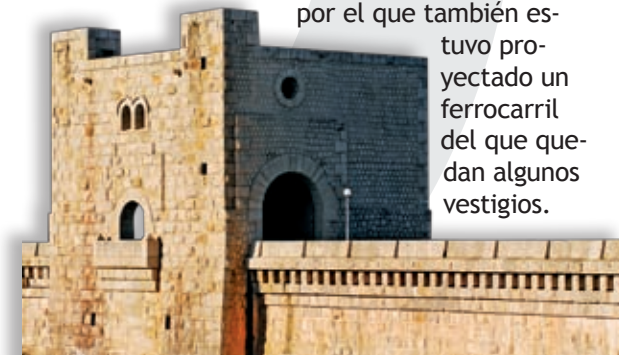 por el que también es-
tuvo pro-
yectado un
ferrocarril
del que que-
dan algunos
vestigios.